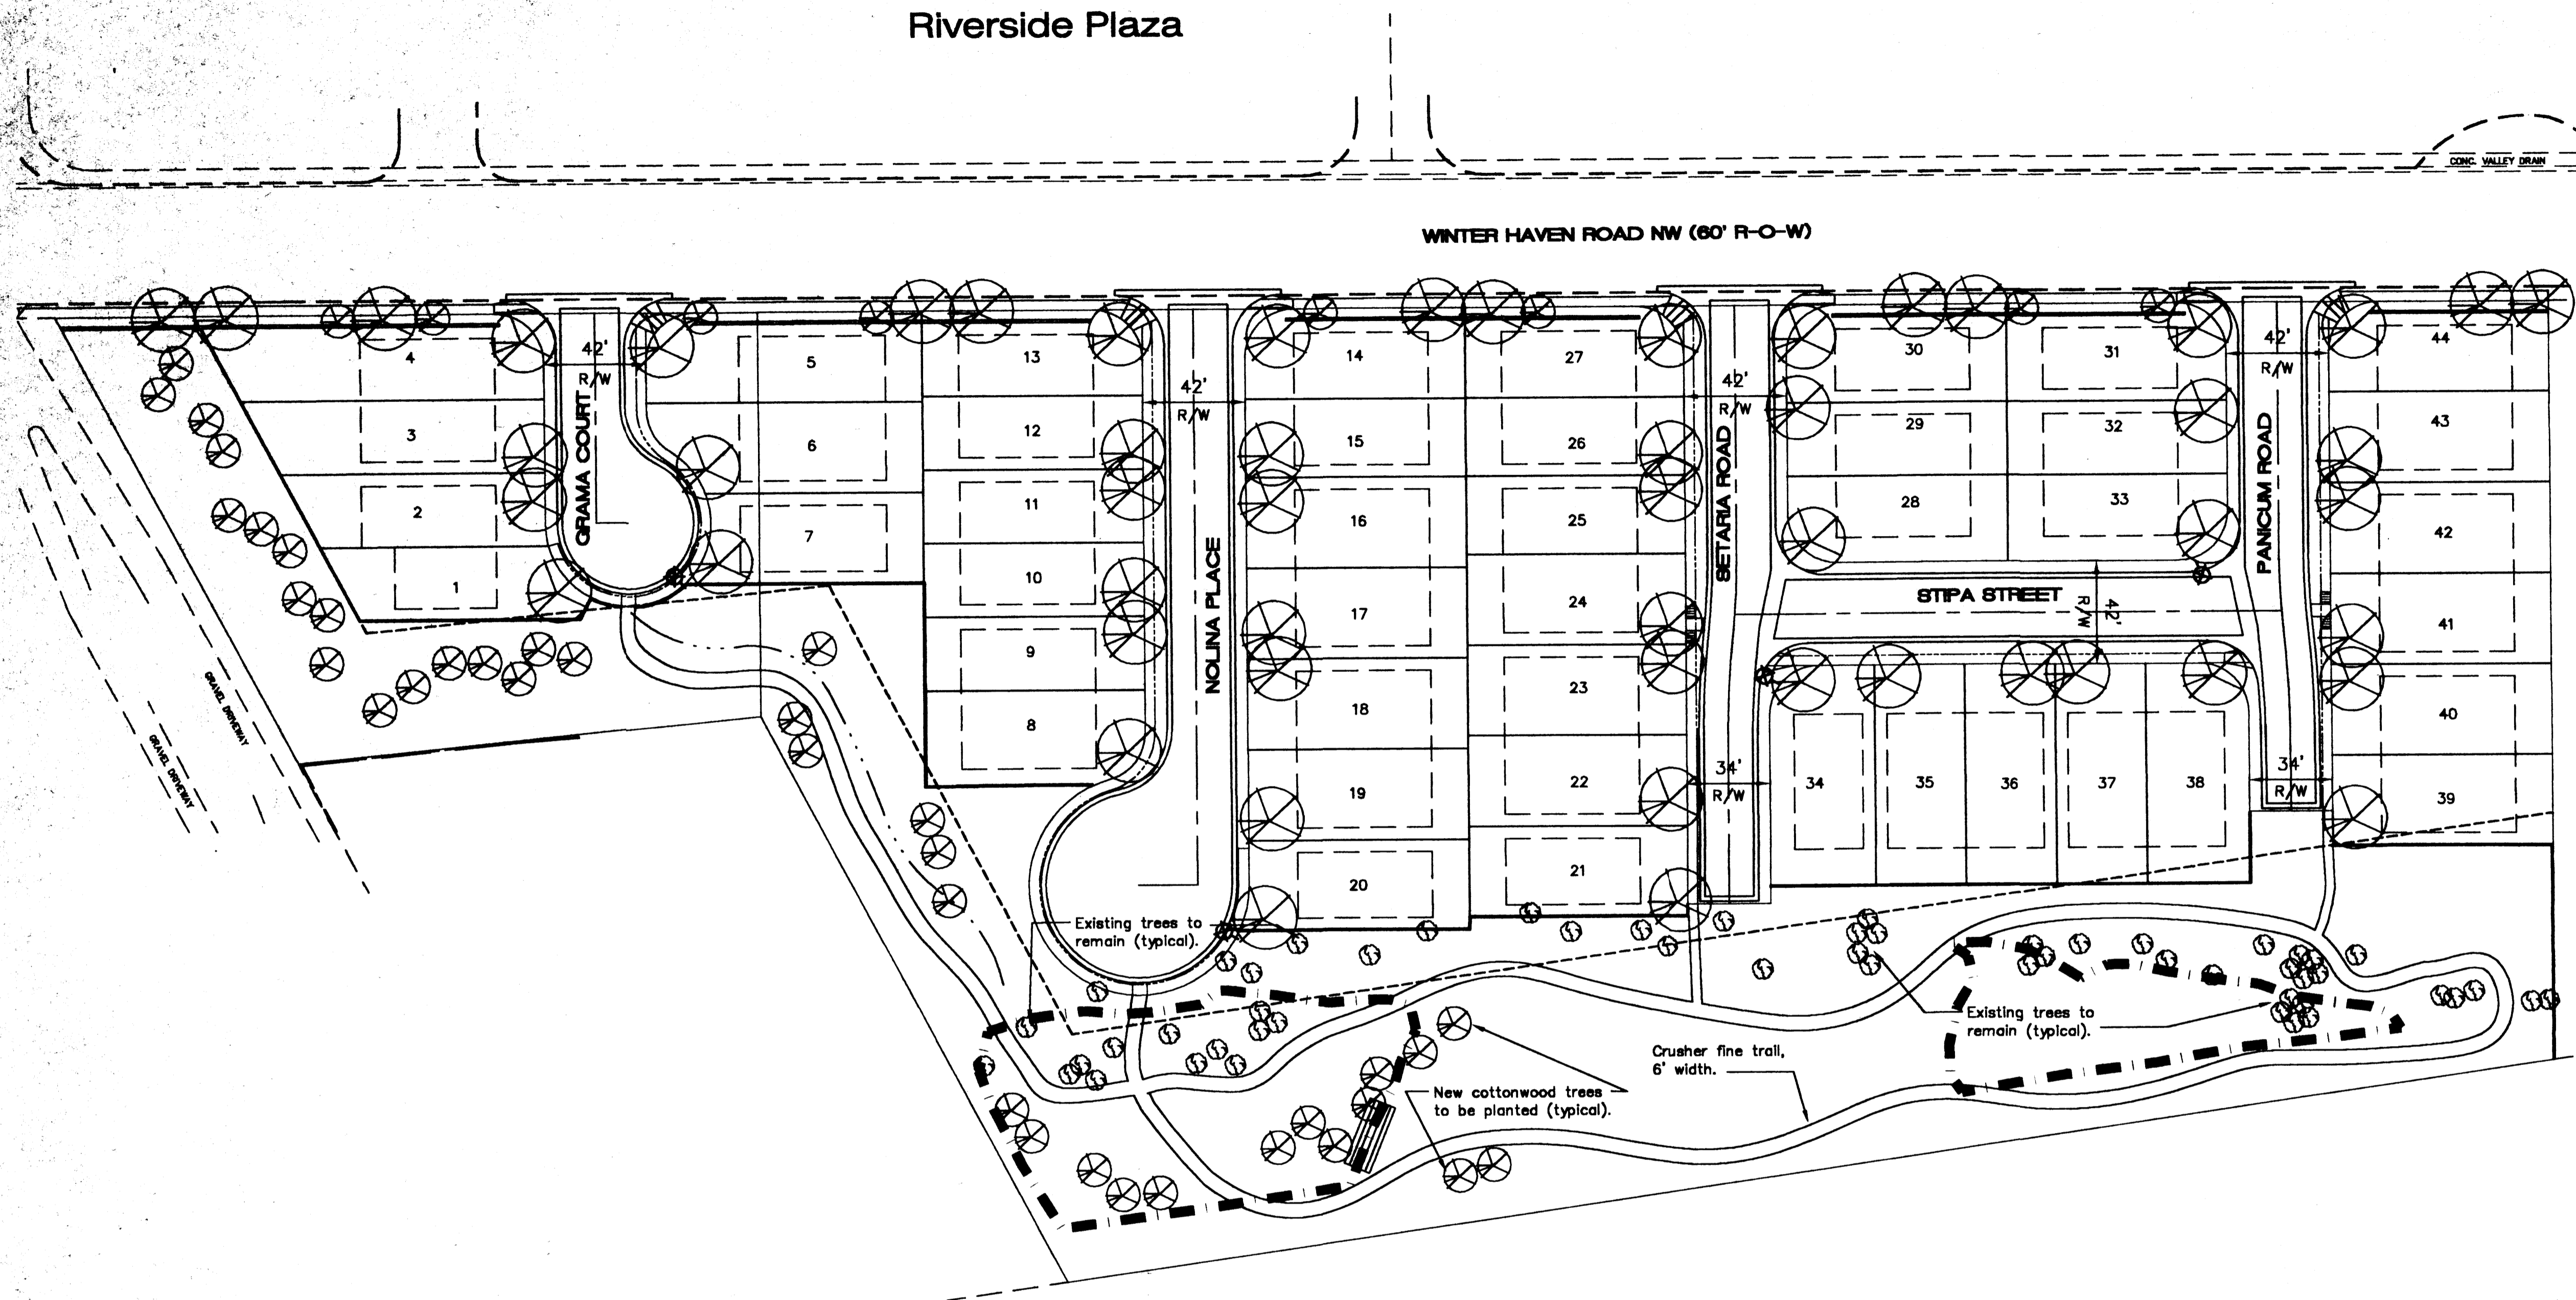 Riverside Plaza
CONC. VALLEY DRAIN
WINTER HAVEN ROAD NW (60' R-O-W)
4
42'
R/W
5
13
42'
R/W
14
27
42'
R/W
30
31
42'
R/W
44
3
GRAMA COURT
6
12
15
26
SETARIA ROAD
29
32
PANICUM ROAD
43
2
7
11
16
25
28
33
42
1
10
NOLINA PLACE
17
24
STIPA STREET
42'
R/W
41
9
18
23
40
8
19
22
34'
R/W
34
35
36
37
38
34'
R/W
39
20
21
GRAVEL DRIVEWAY
GRAVEL DRIVEWAY
Existing trees to
remain (typical).
Existing trees to
remain (typical).
Crusher fine trail,
6' width.
New cottonwood trees
to be planted (typical).